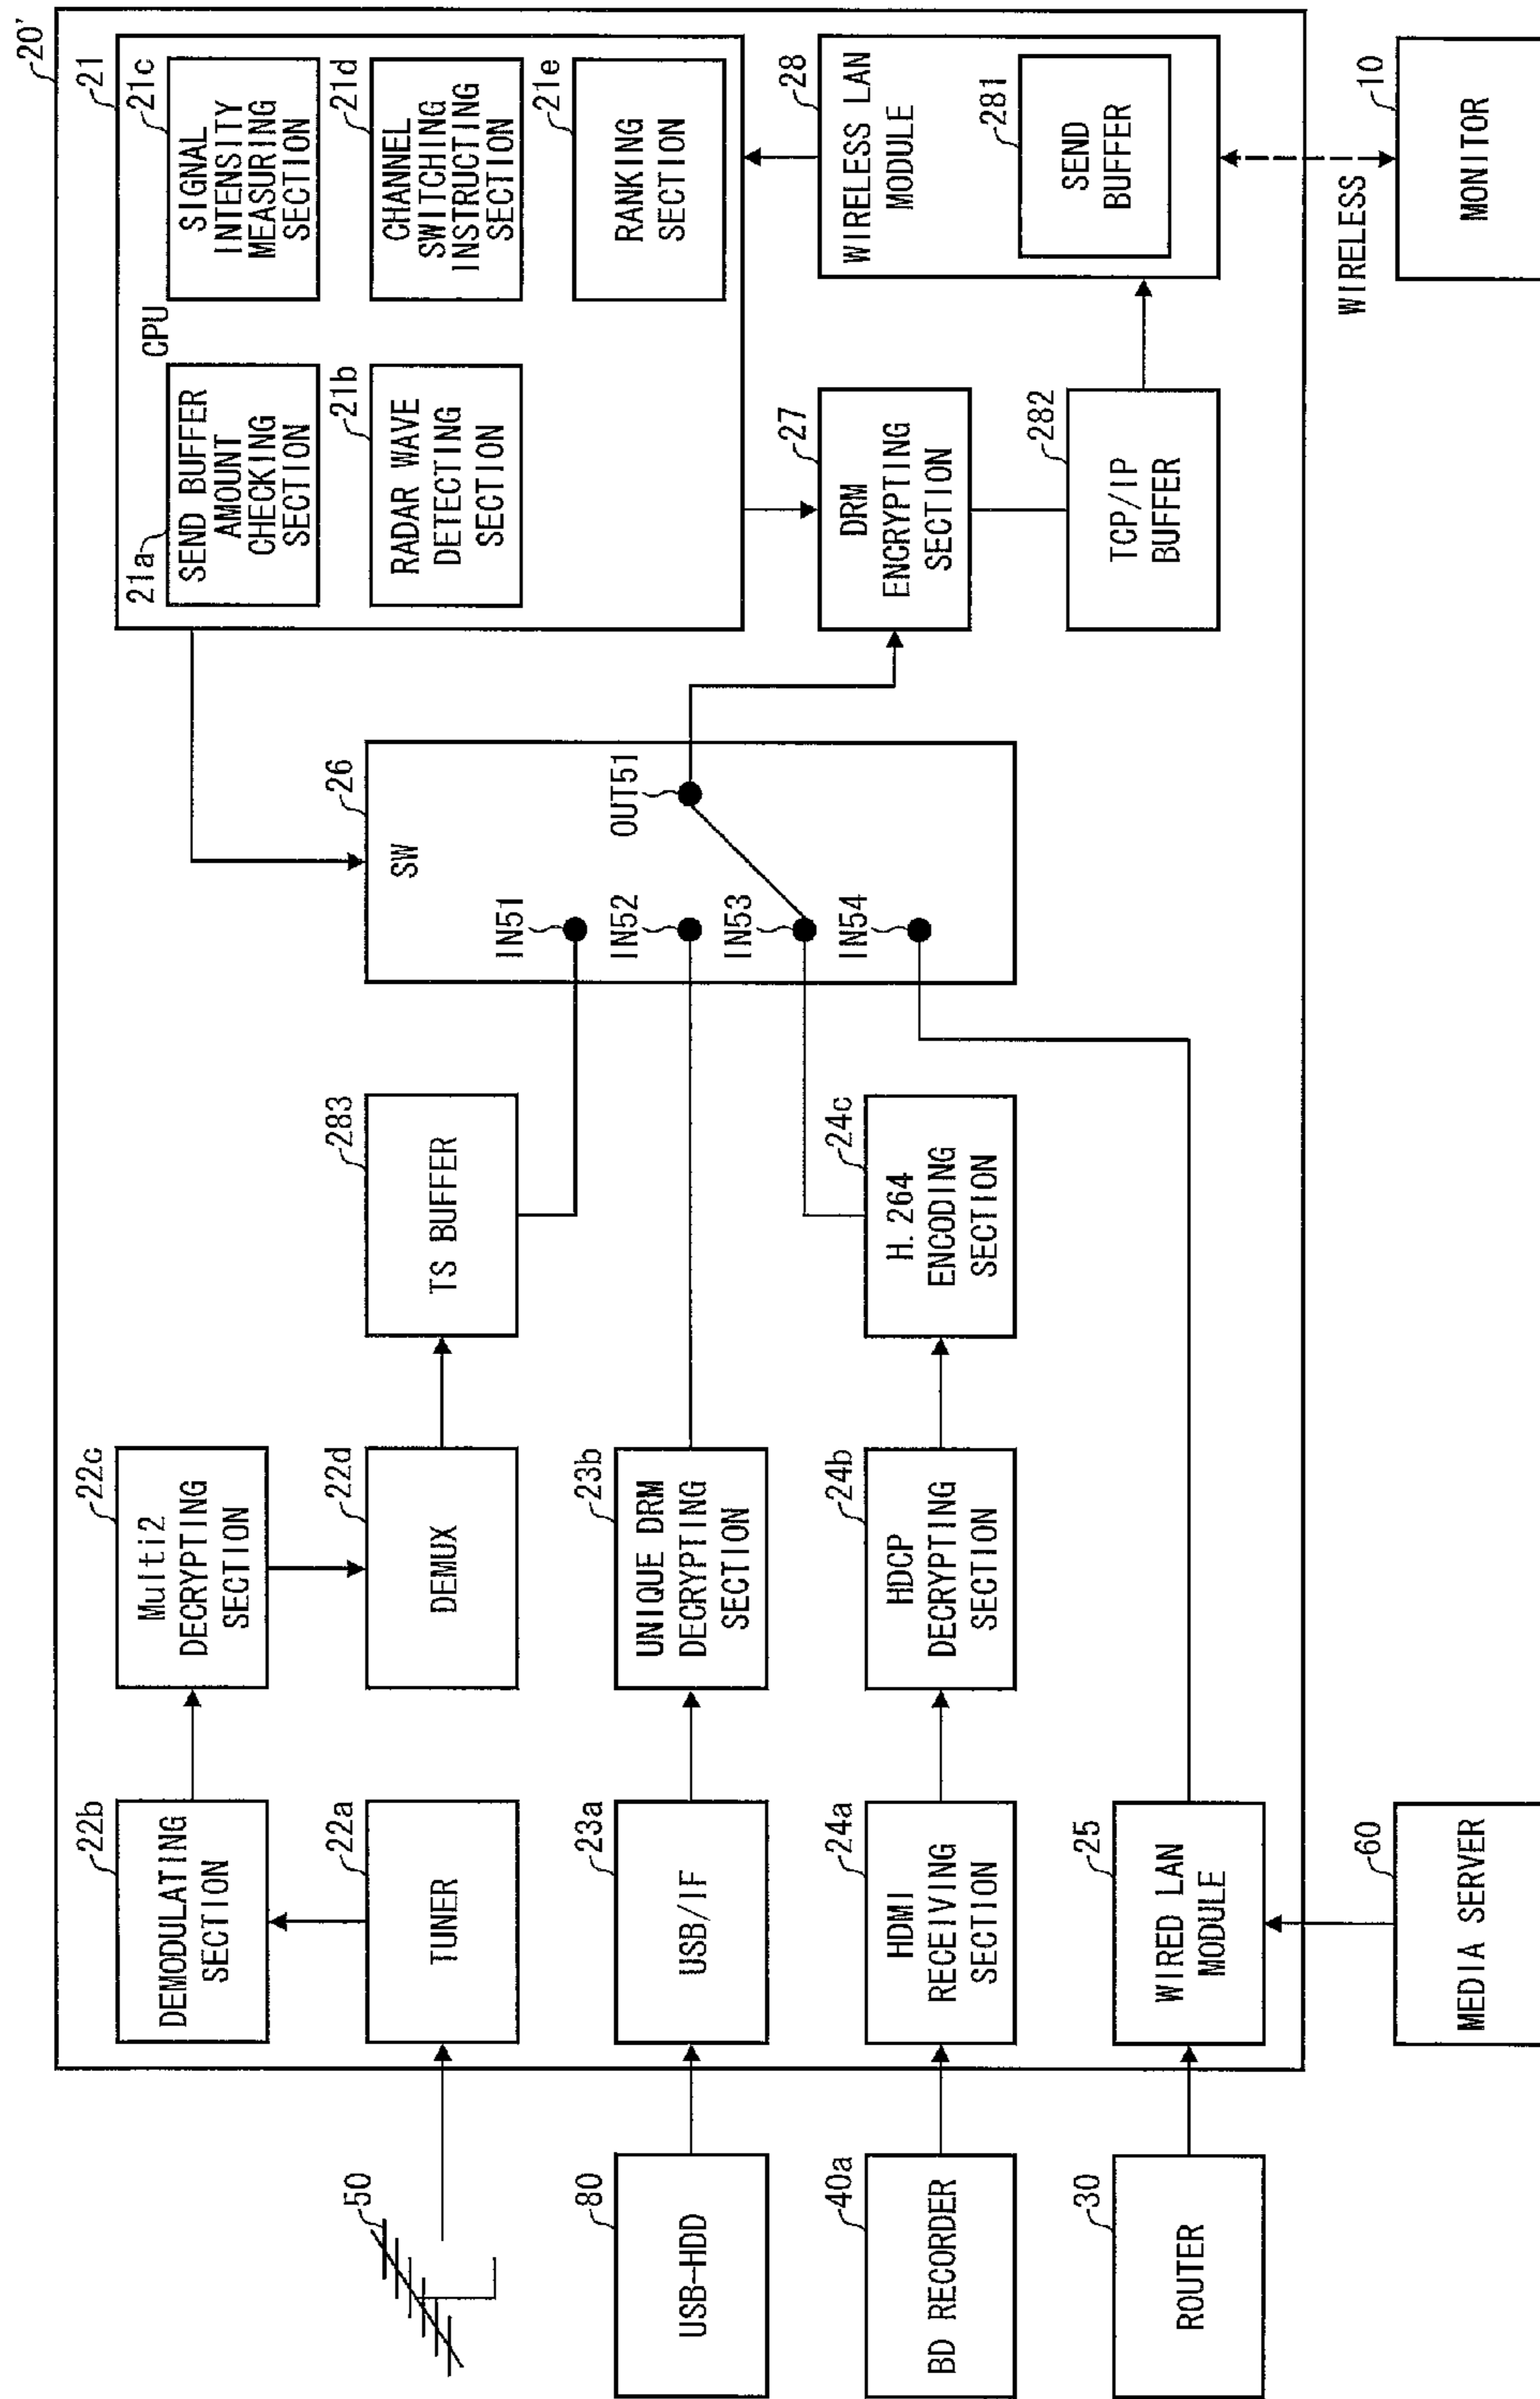 20'
50
22b
DEMODULATING
SECTION
22c
Multi2
DECRYPTING
SECTION
21
CPU
21a
SEND BUFFER
AMOUNT
CHECKING
SECTION
21c
SIGNAL
INTENSITY
MEASURING
SECTION
21b
RADAR WAVE
DETECTING
SECTION
21d
CHANNEL
SWITCHING
INSTRUCTING
SECTION
21e
RANKING
SECTION
22a
TUNER
22d
DEMUX
283
TS BUFFER
26
SW
IN51
IN52
IN53
IN54
OUT51
80
USB-HDD
23a
USB/IF
23b
UNIQUE DRM
DECRYPTING
SECTION
40a
BD RECORDER
24a
HDMI
RECEIVING
SECTION
24b
HDCP
DECRYPTING
SECTION
24c
H.264
ENCODING
SECTION
27
DRM
ENCRYPTING
SECTION
28
WIRELESS LAN
MODULE
281
SEND
BUFFER
282
TCP/IP
BUFFER
30
ROUTER
25
WIRED LAN
MODULE
60
MEDIA SERVER
WIRELESS
10
MONITOR